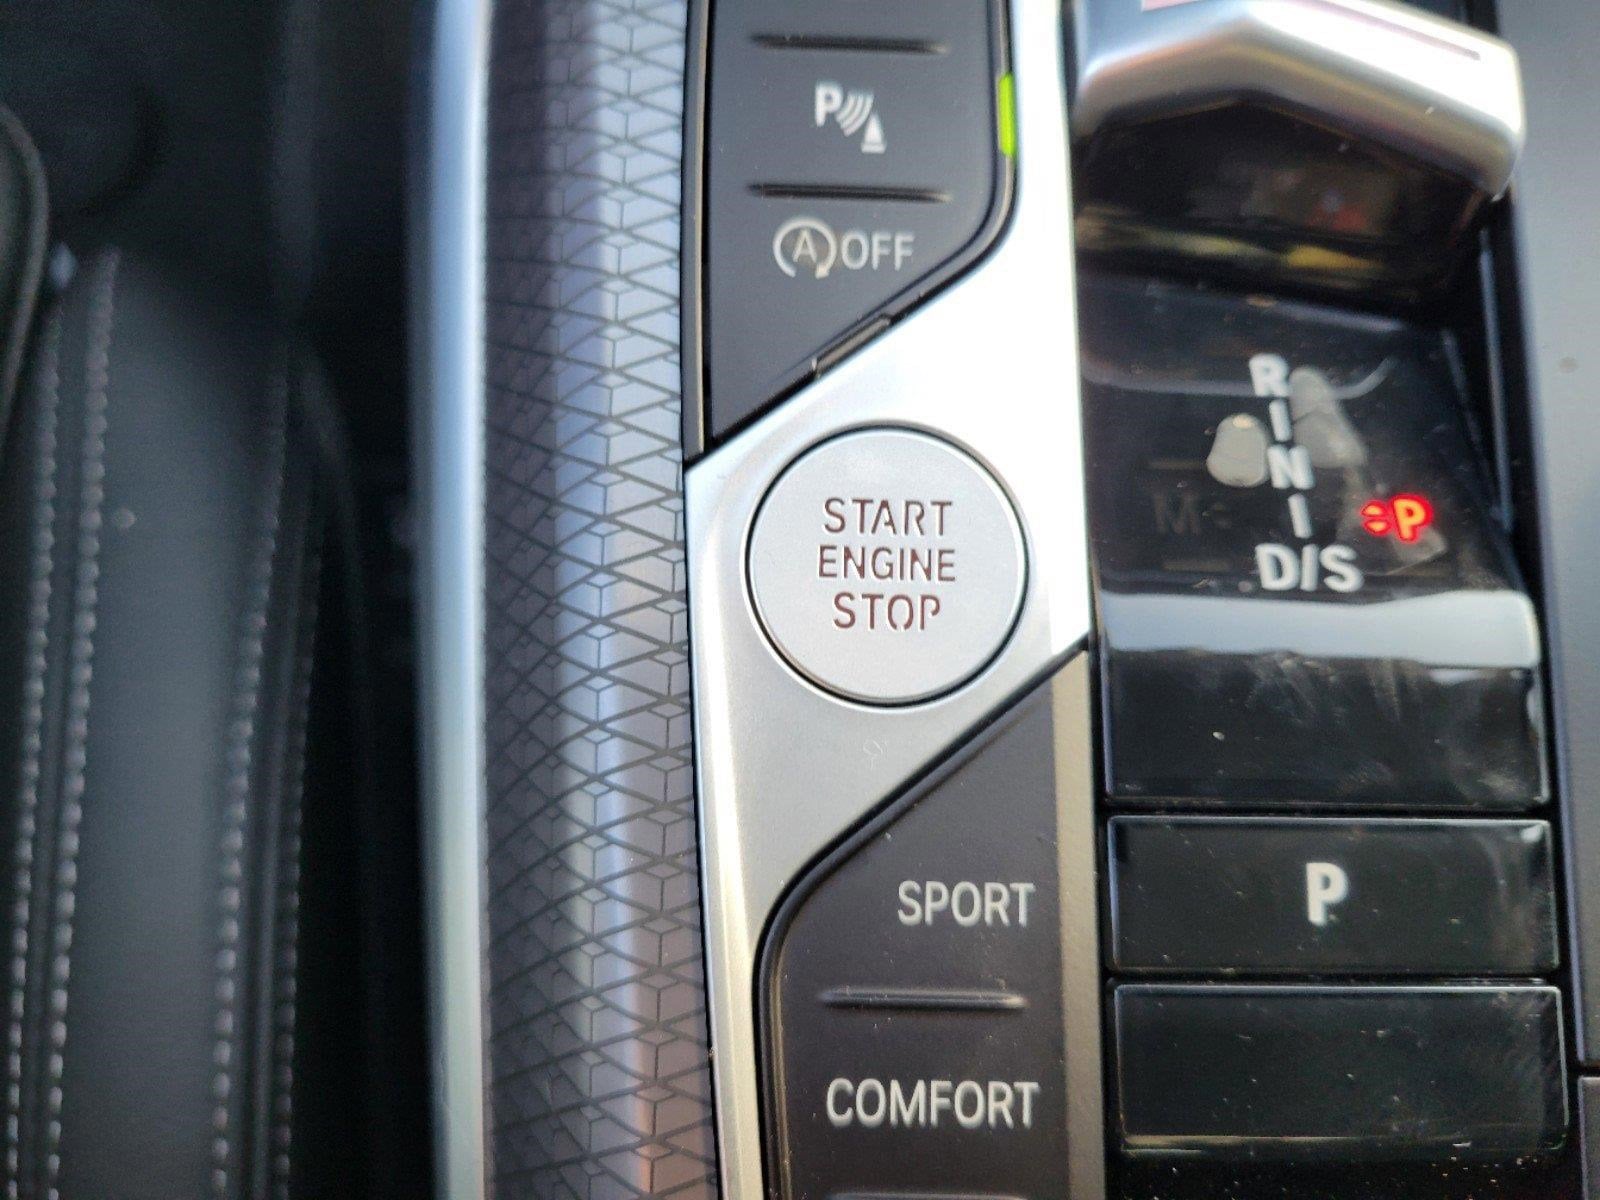 P
A OFF
START
ENGINE
STOP
R
N
M
P
D/S
SPORT
P
COMFORT